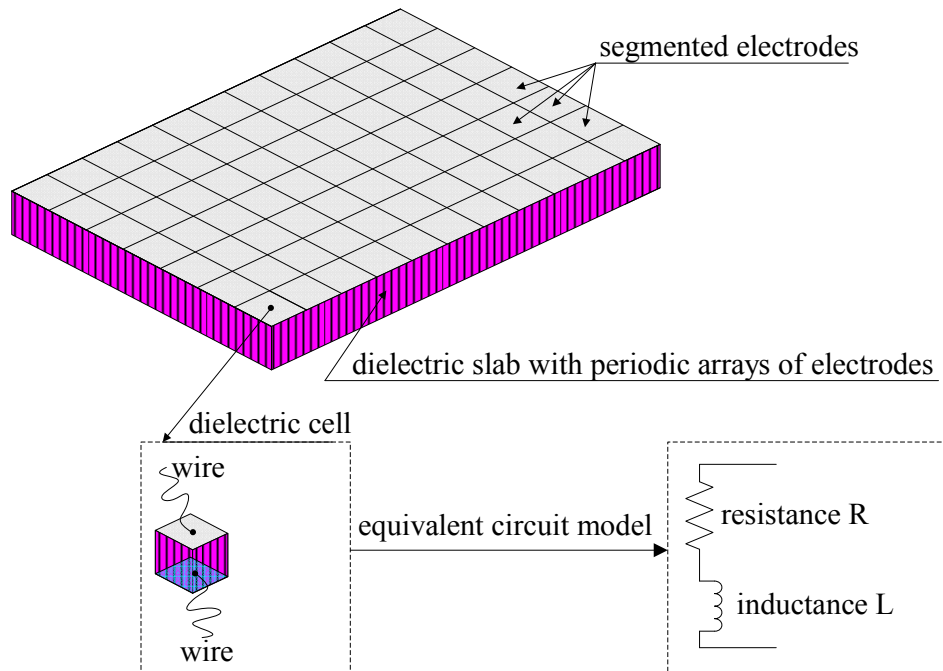 segmented electrodes
dielectric slab with periodic arrays of electrodes
dielectric cell
wire
equivalent circuit model
resistance R
inductance L
wire